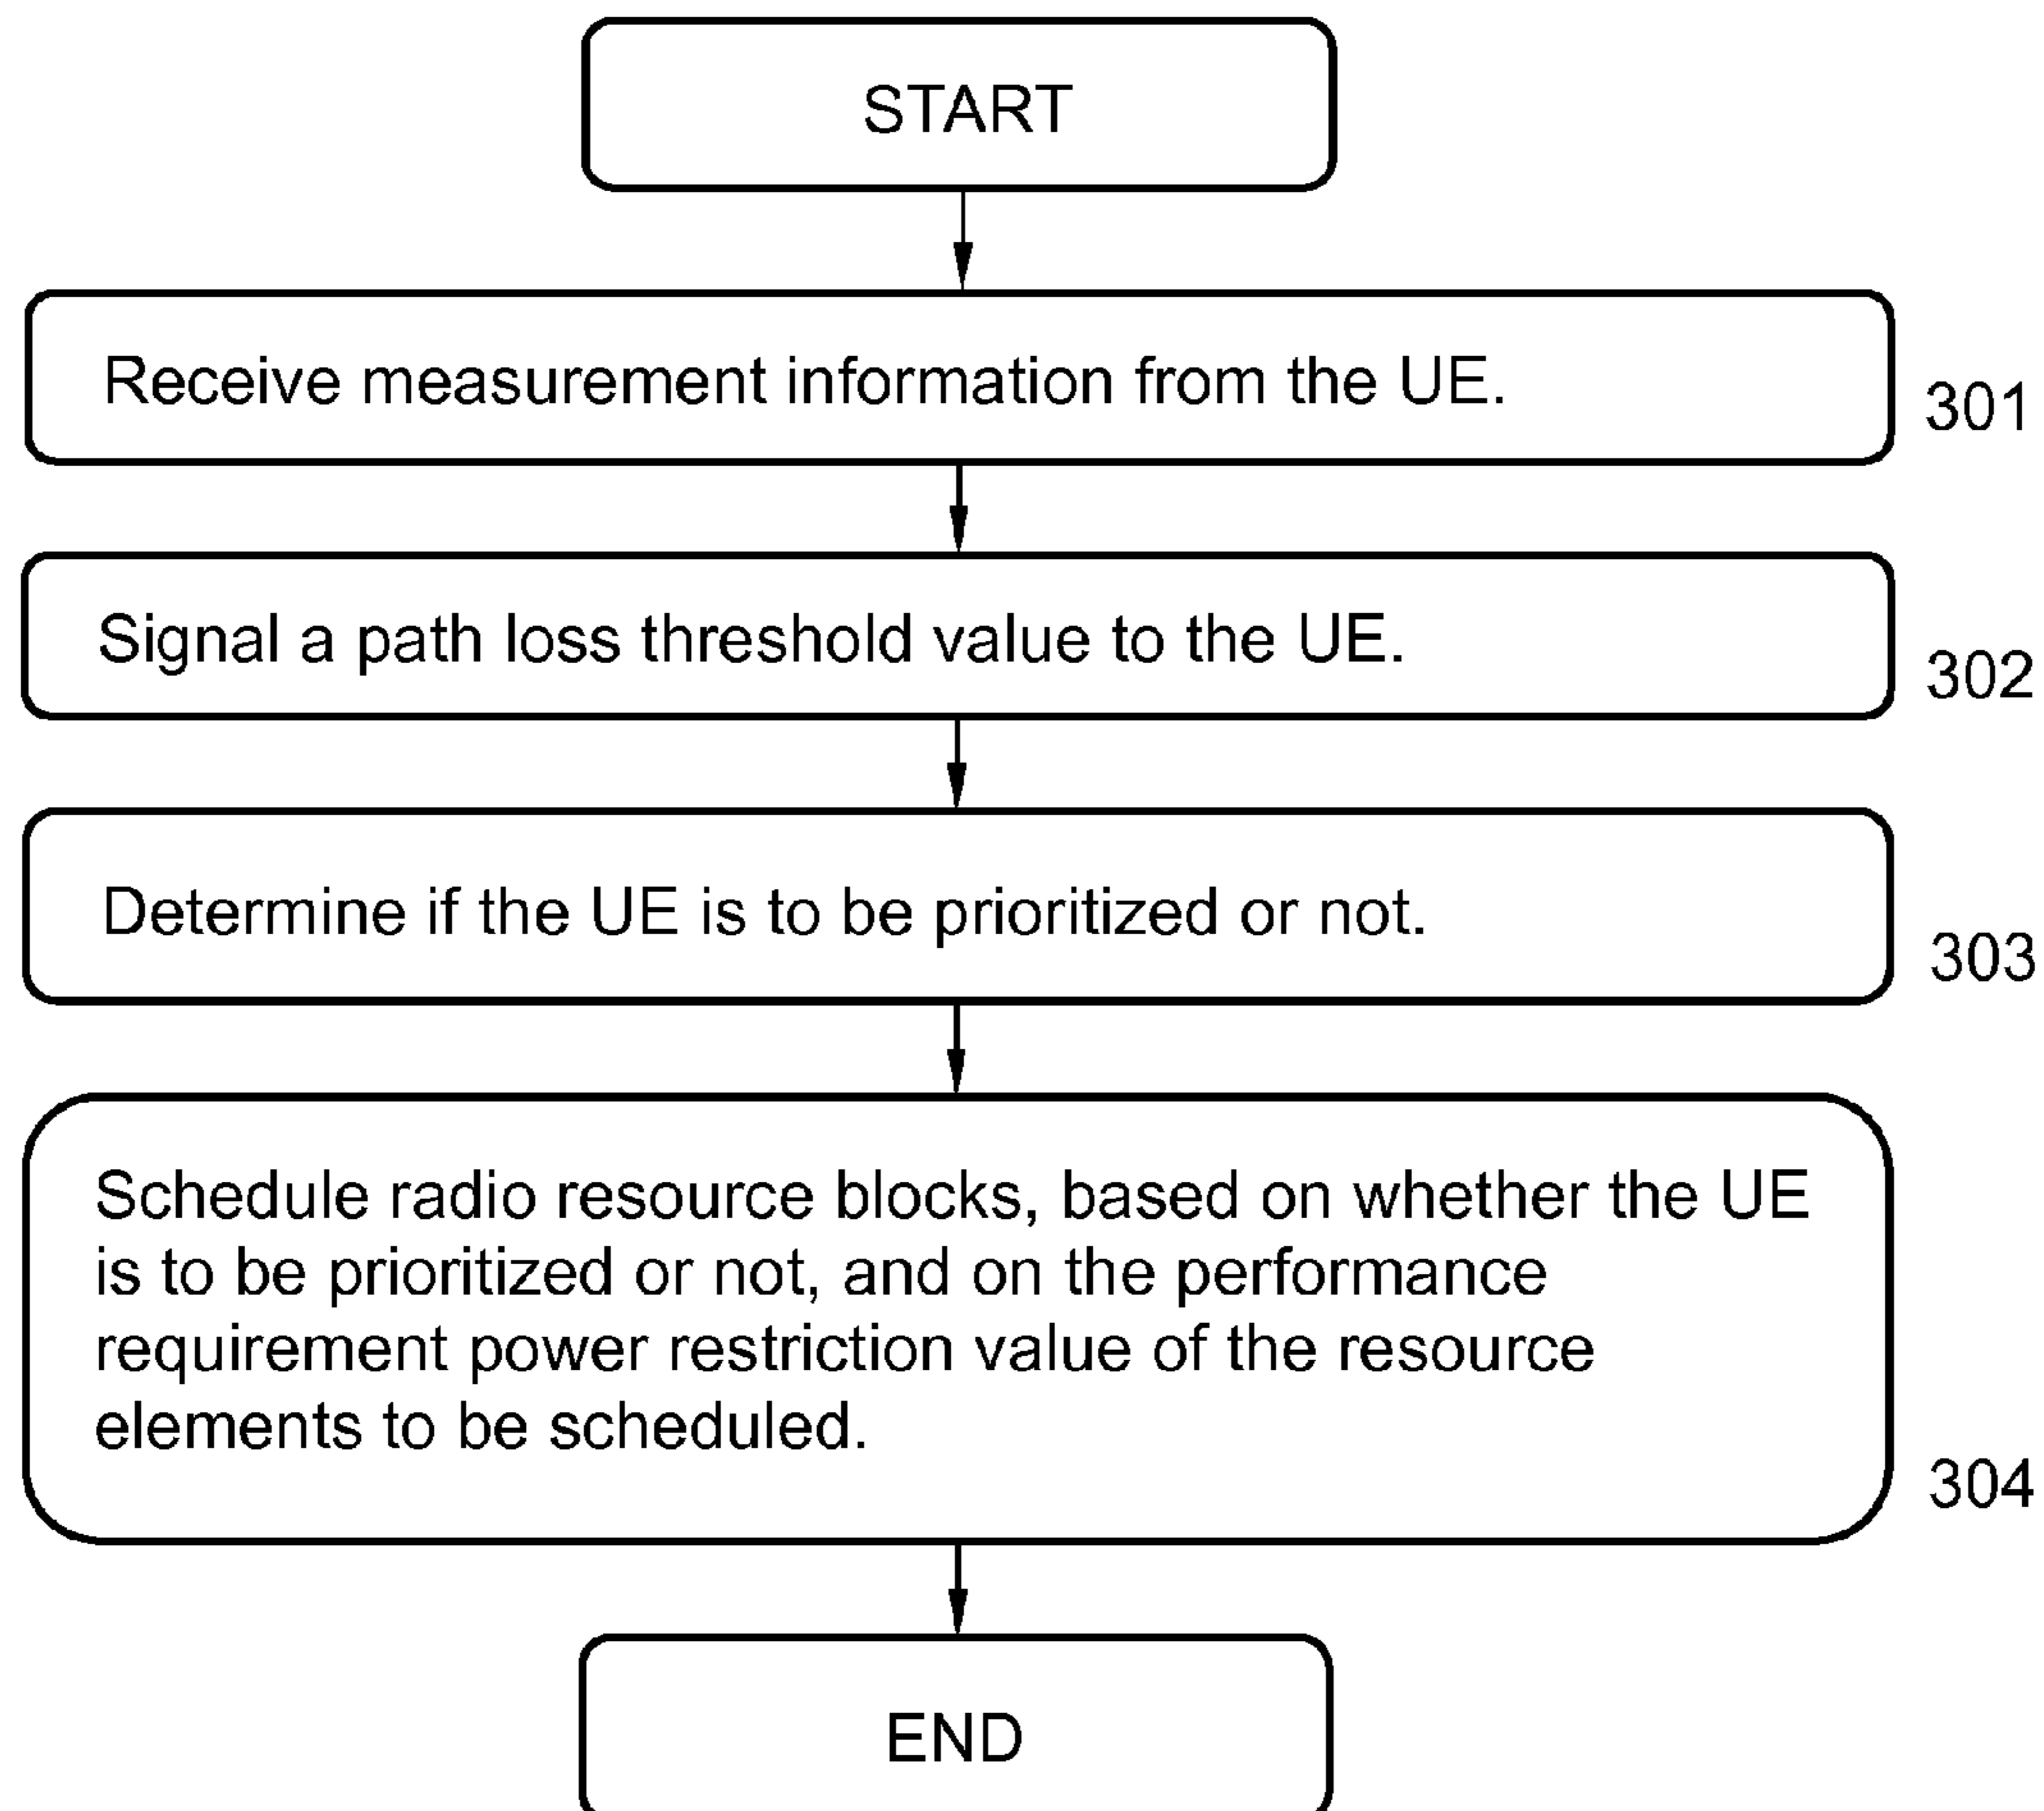 START
Receive measurement information from the UE.
301
Signal a path loss threshold value to the UE.
302
Determine if the UE is to be prioritized or not.
303
Schedule radio resource blocks, based on whether the UE
is to be prioritized or not, and on the performance
requirement power restriction value of the resource
elements to be scheduled.
304
END